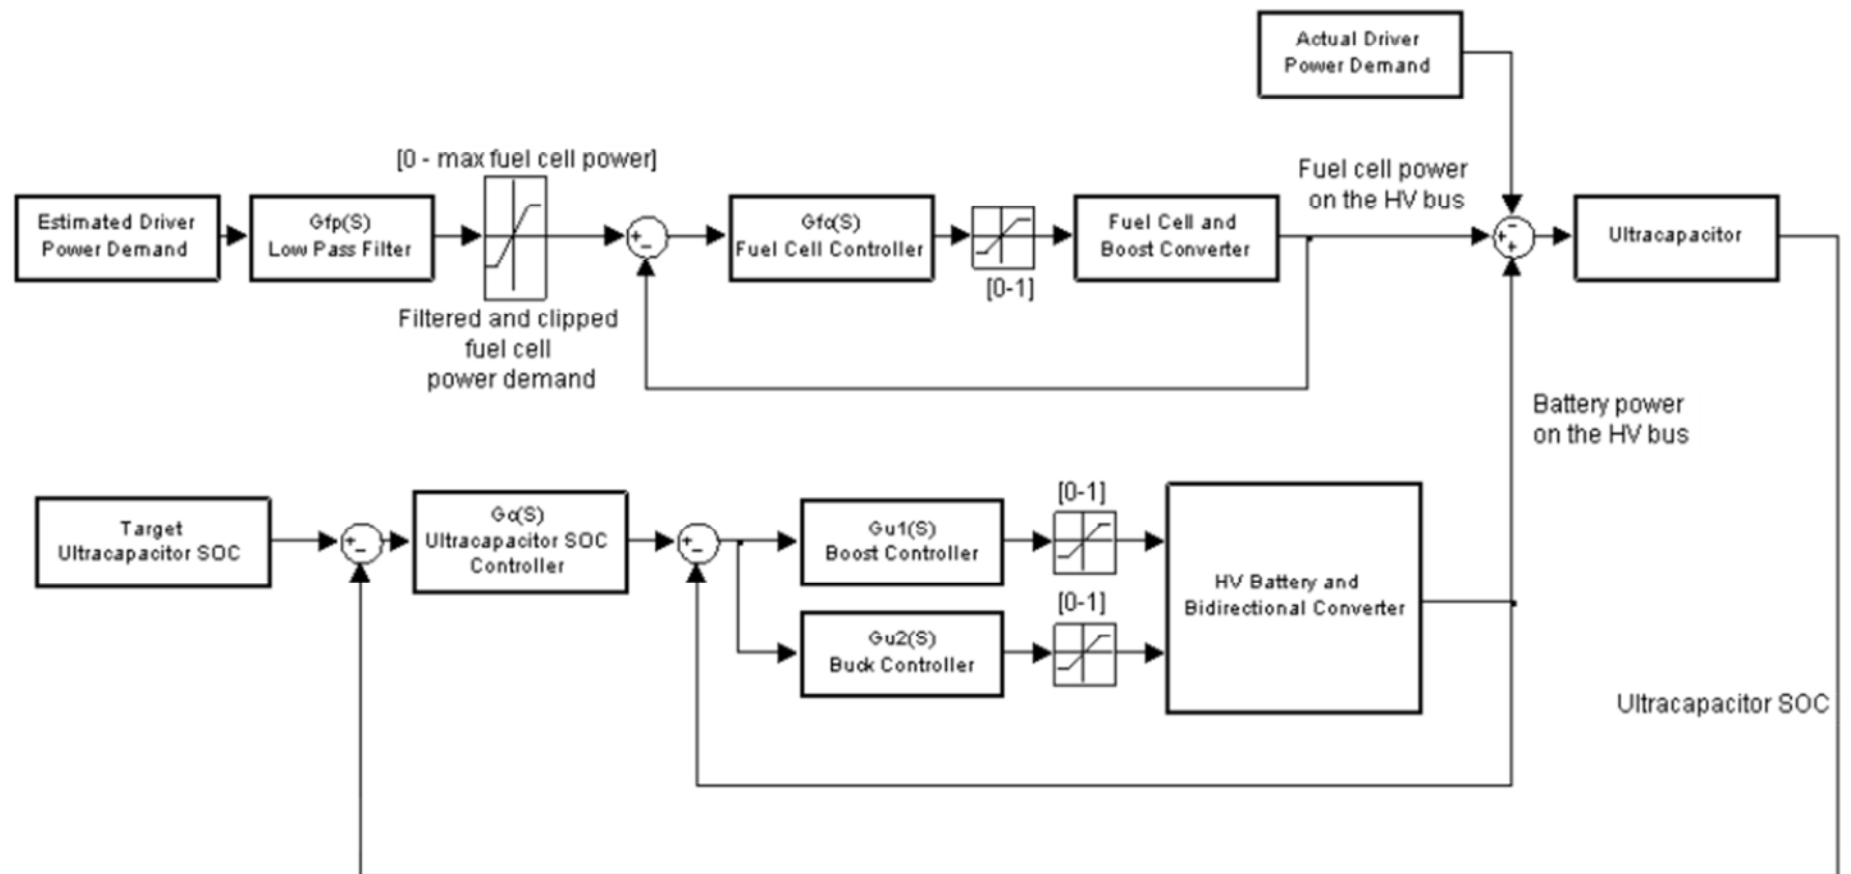 Actual Driver
Power Demand
[0 - max fuel cell power]
Fuel cell power
on the HV bus
Estimated Driver
Power Demand
Gfp(S)
Low Pass Filter
+
-
Gfc(S)
Fuel Cell Controller
Fuel Cell and
Boost Converter
-
+
+
Ultracapacitor
[0-1]
Filtered and clipped
fuel cell
power demand
Battery power
on the HV bus
Target
Ultracapacitor SOC
+
-
Gc(S)
Ultracapacitor SOC
Controller
+
-
Gu1(S)
Boost Controller
[0-1]
Gu2(S)
Buck Controller
[0-1]
HV Battery and
Bidirectional Converter
Ultracapacitor SOC